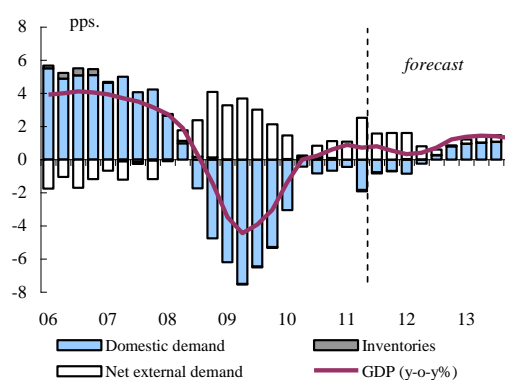 pps.
8
6
forecast
4
2
0
-2
-4
-6
-8
06 07 08 09 10 11 12 13
Domestic demand Inventories
Net external demand GDP (y-o-y%)